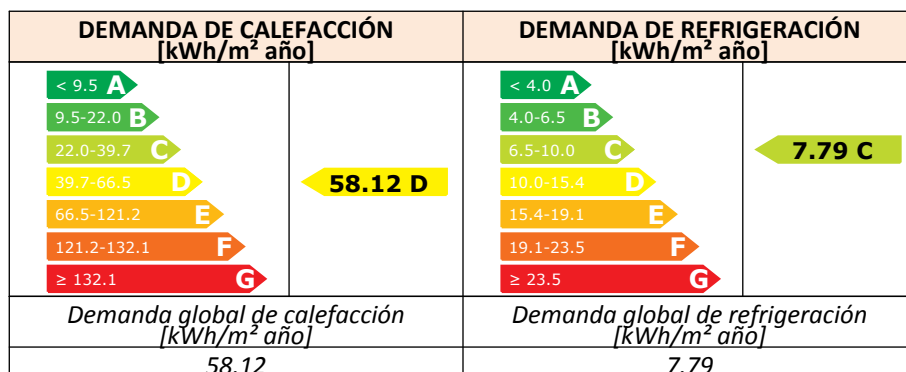 DEMANDA DE CALEFACCIÓN
[kWh/m² año]
DEMANDA DE REFRIGERACIÓN
[kWh/m² año]
< 9.5 A
9.5-22.0 B
22.0-39.7 C
39.7-66.5 D
66.5-121.2 E
121.2-132.1 F
≥ 132.1 G
58.12 D
< 4.0 A
4.0-6.5 B
6.5-10.0 C
10.0-15.4 D
15.4-19.1 E
19.1-23.5 F
≥ 23.5 G
7.79 C
Demanda global de calefacción
[kWh/m² año]
Demanda global de refrigeración
[kWh/m² año]
58.12
7.79